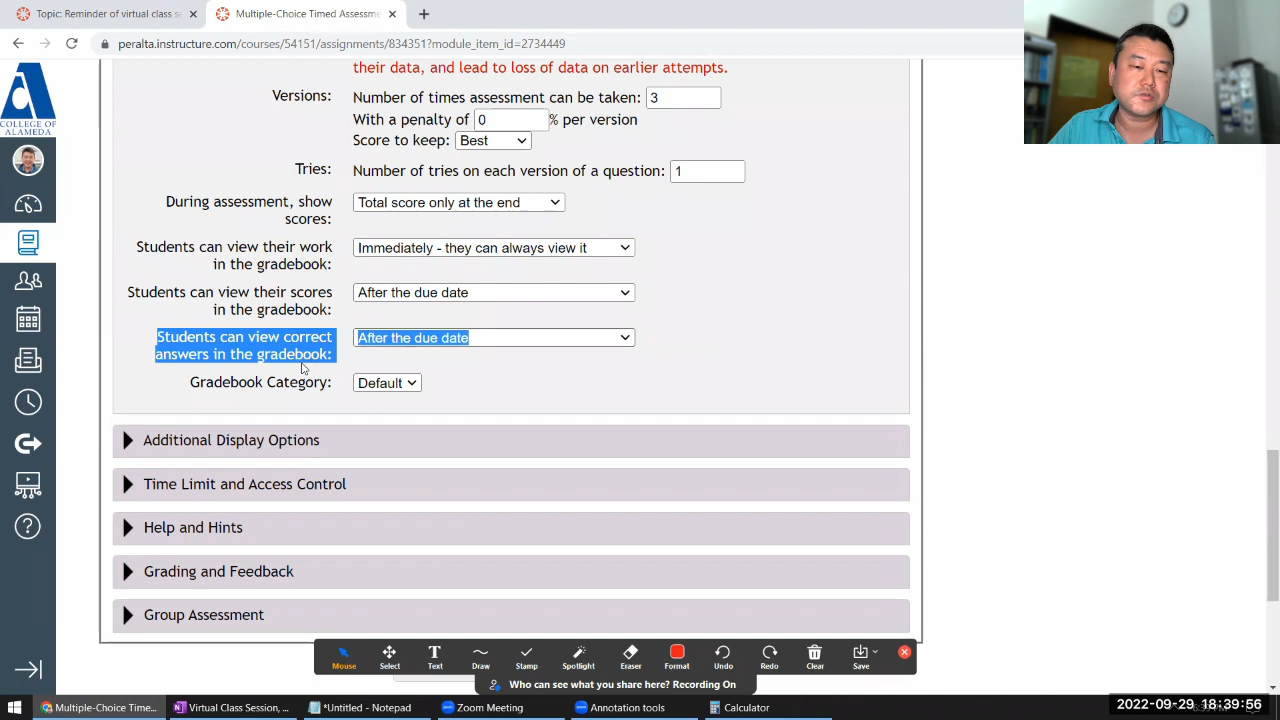 Topic: Reminder of virtual class s
Multiple-Choice Timed Assessme
peralta.instructure.com/courses/54151/assignments/834351?module_item_id=2734449
COLLEGE OF
ALAMEDA
their data, and lead to loss of data on earlier attempts.
Versions:
Number of times assessment can be taken: 3
With a penalty of 0 % per version
Score to keep: Best
Tries:
Number of tries on each version of a question: 1
During assessment, show
scores:
Total score only at the end
Students can view their work
in the gradebook:
Immediately - they can always view it
Students can view their scores
in the gradebook:
After the due date
Students can view correct
answers in the gradebook:
After the due date
Gradebook Category:
Default
Additional Display Options
Time Limit and Access Control
Help and Hints
Grading and Feedback
Group Assessment
Mouse
Select
Text
Draw
Stamp
Spotlight
Eraser
Format
Undo
Redo
Clear
Save
Who can see what you share here? Recording On
Multiple-Choice Time...
Virtual Class Session, ...
*Untitled - Notepad
Zoom Meeting
Annotation tools
Calculator
2022-09-29 18:39:56